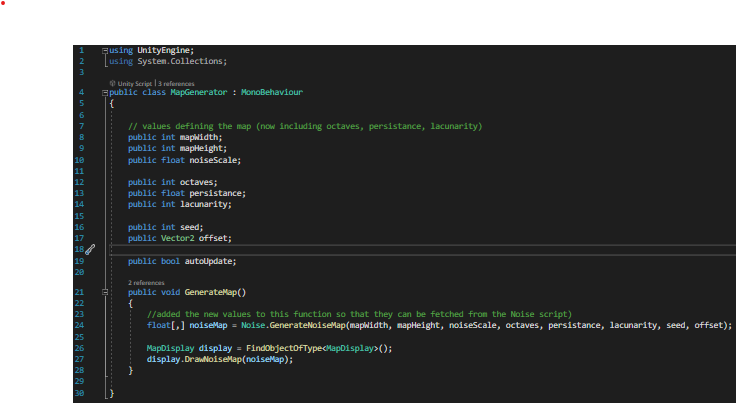 1 using UnityEngine;
2 using System.Collections;
3
Unity Script | 3 references
4 public class MapGenerator : MonoBehaviour
5 {
6
7 // values defining the map (now including octaves, persistance, lacunarity)
8 public int mapWidth;
9 public int mapHeight;
10 public float noiseScale;
11
12 public int octaves;
13 public float persistance;
14 public int lacunarity;
15
16 public int seed;
17 public Vector2 offset;
18
19 public bool autoUpdate;
20
2 references
21 public void GenerateMap()
22 {
23 //added the new values to this function so that they can be fetched from the Noise script)
24 float[,] noiseMap = Noise.GenerateNoiseMap(mapWidth, mapHeight, noiseScale, octaves, persistance, lacunarity, seed, offset);
25
26 MapDisplay display = FindObjectOfType<MapDisplay>();
27 display.DrawNoiseMap(noiseMap);
28 }
29
30 }